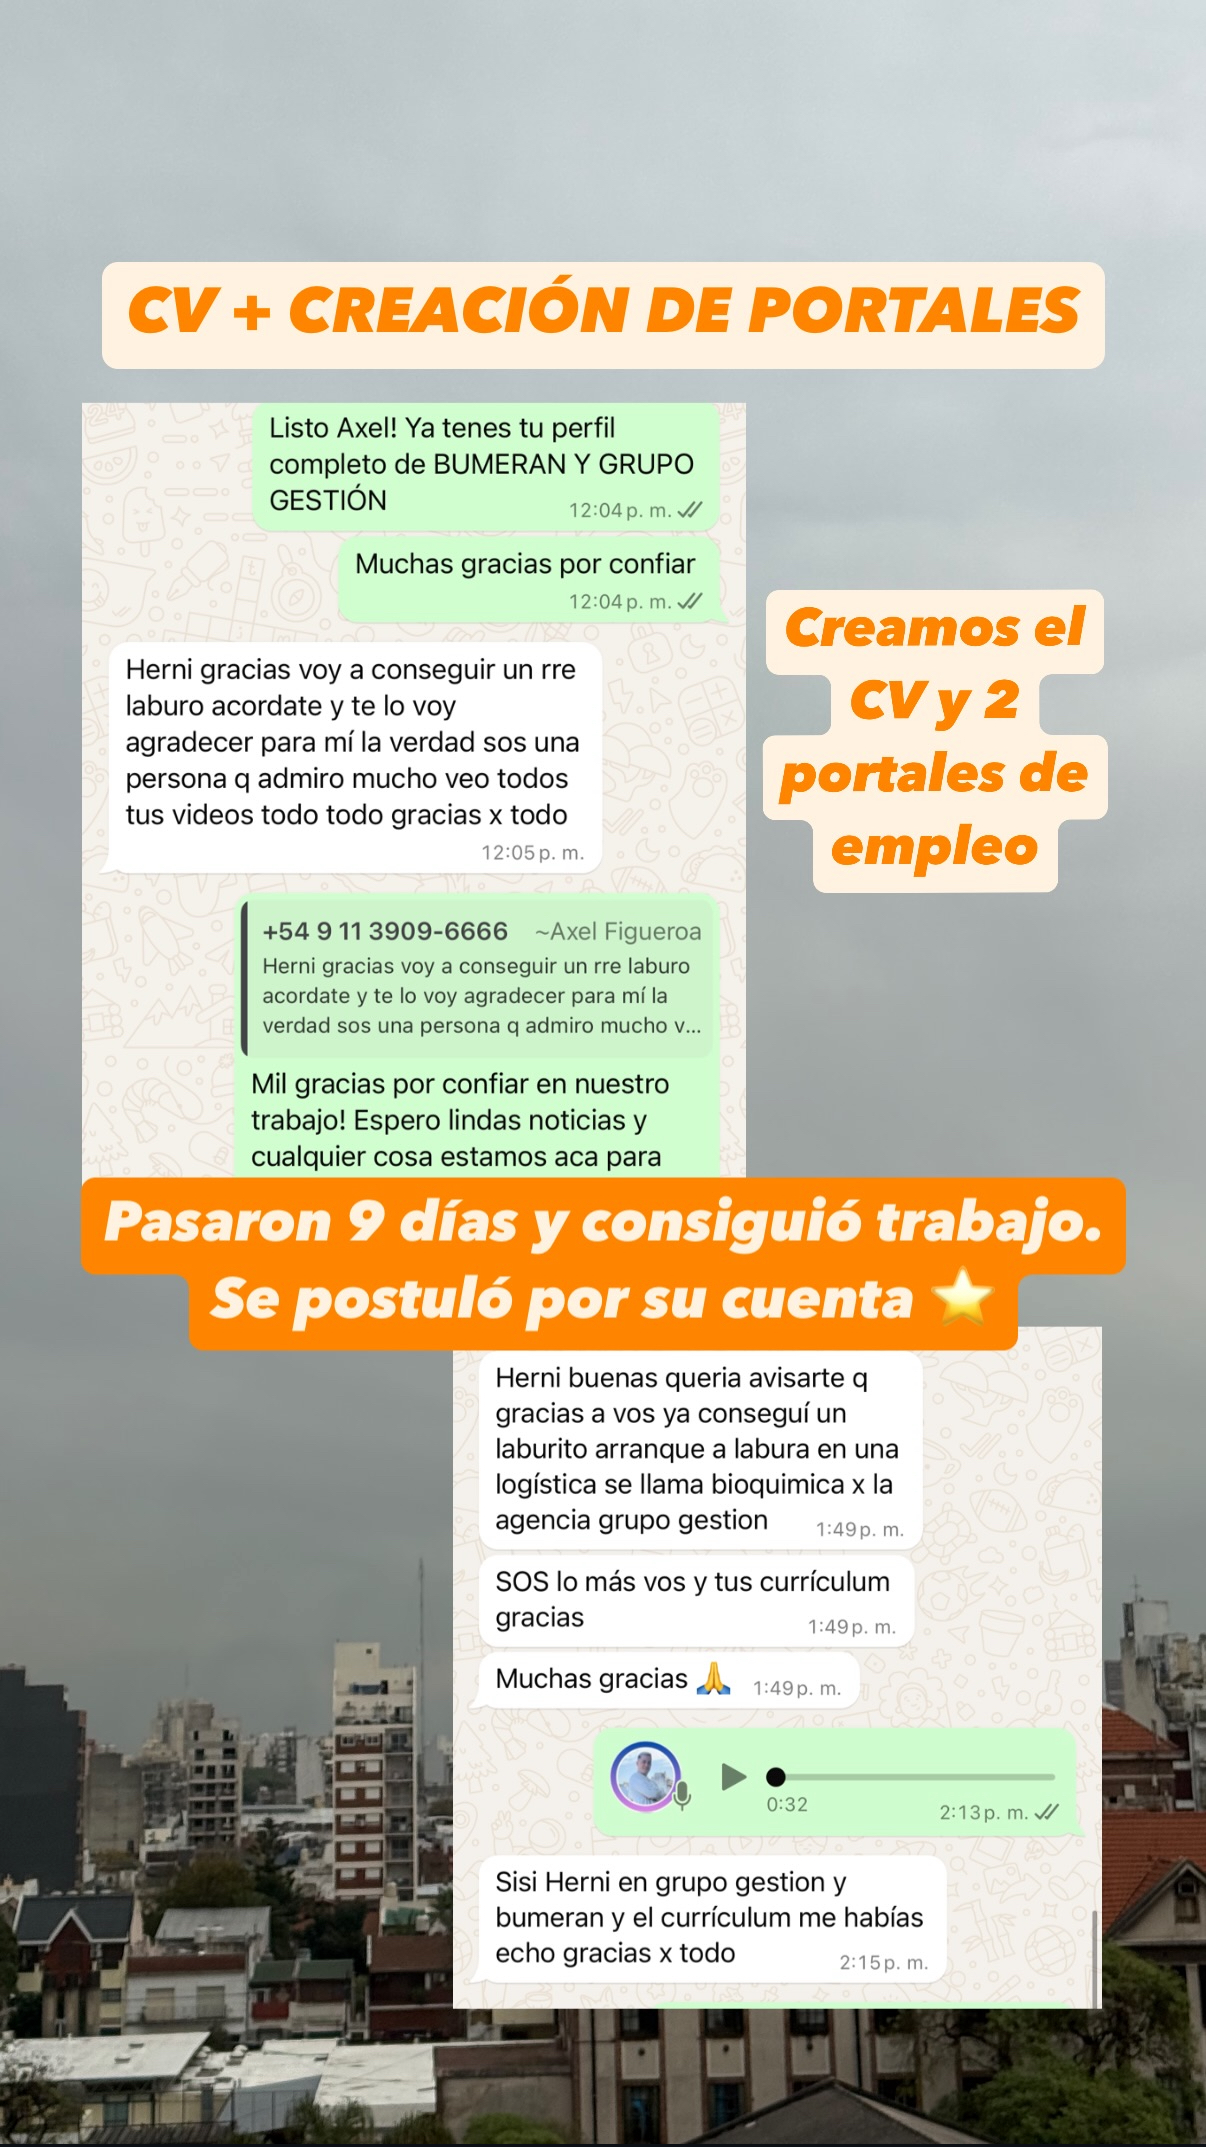 CV + CREACIÓN DE PORTALES
Listo Axel! Ya tenes tu perfil
completo de BUMERAN Y GRUPO
GESTIÓN
12:04 p. m.
Muchas gracias por confiar
12:04 p. m.
Herni gracias voy a conseguir un rre
laburo acordate y te lo voy
agradecer para mí la verdad sos una
persona q admiro mucho veo todos
tus videos todo todo gracias x todo
12:05 p. m.
Creamos el
CV y 2
portales de
empleo
+54 9 11 3909-6666 ~Axel Figueroa
Herni gracias voy a conseguir un rre laburo
acordate y te lo voy agradecer para mí la
verdad sos una persona q admiro mucho v...
Mil gracias por confiar en nuestro
trabajo! Espero lindas noticias y
cualquier cosa estamos aca para
Pasaron 9 días y consiguió trabajo.
Se postuló por su cuenta ⭐
Herni buenas queria avisarte q
gracias a vos ya conseguí un
laburito arranque a labura en una
logística se llama bioquimica x la
agencia grupo gestion
1:49 p. m.
SOS lo más vos y tus currículum
gracias
1:49 p. m.
Muchas gracias 🙏
1:49 p. m.
0:32
2:13 p. m.
Sisi Herni en grupo gestion y
bumeran y el currículum me habías
echo gracias x todo
2:15 p. m.